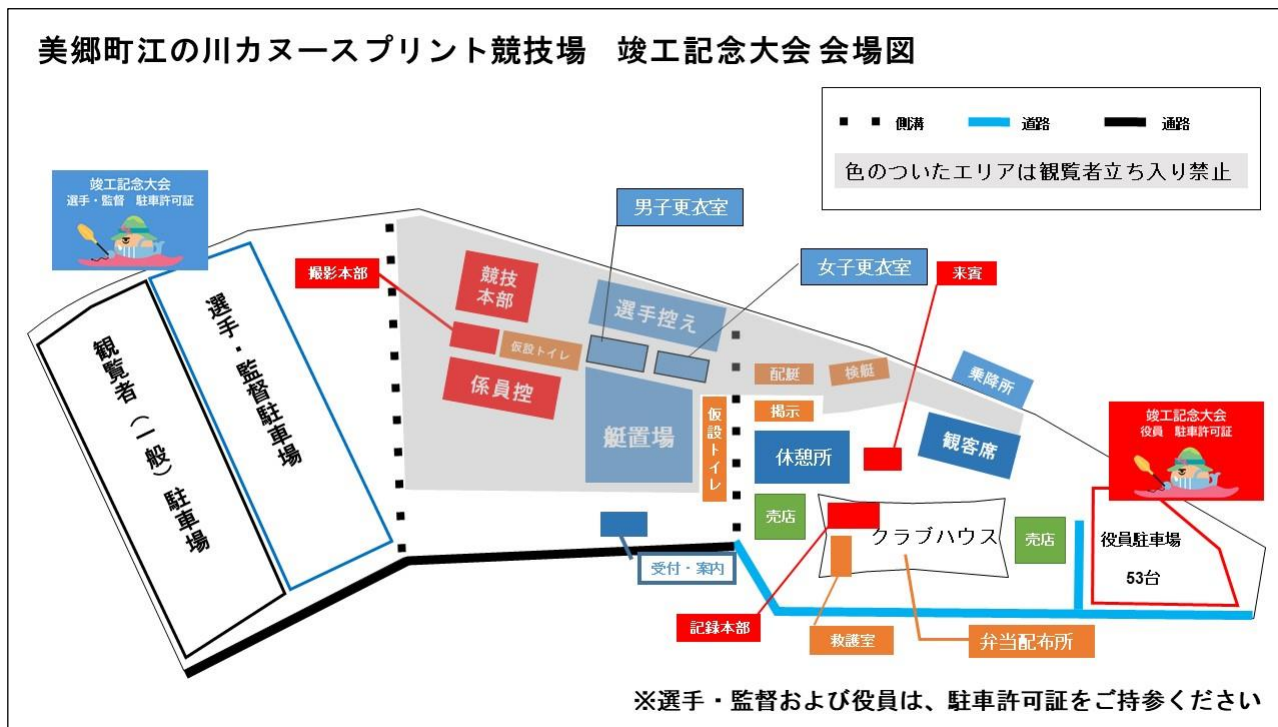 美郷町江の川カヌースプリント競技場　竣工記念大会 会場図
側溝
道路
通路
色のついたエリアは観覧者立ち入り禁止
竣工記念大会
選手・監督　駐車許可証
男子更衣室
女子更衣室
来賓
撮影本部
競技
本部
選手控え
仮設トイレ
係員控
配艇
検艇
乗降所
掲示
艇置場
仮設トイレ
休憩所
観客席
竣工記念大会
役員　駐車許可証
選手・監督駐車場
観覧者（一般）駐車場
売店
クラブハウス
売店
役員駐車場
53台
受付・案内
記録本部
救護室
弁当配布所
※選手・監督および役員は、駐車許可証をご持参ください